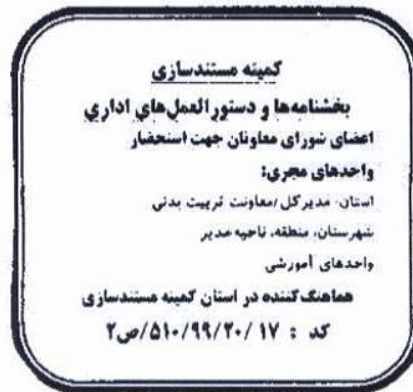 کمیته مستندسازی
بخشنامه‌ها و دستورالعمل‌های اداری
اعضای شورای معاونان جهت استحضار
واحدهای مجری:
استان: مدیرکل /معاونت تربیت بدنی
شهرستان، منطقه، ناحیه مدیر
واحدهای آموزشی
هماهنگ‌کننده در استان کمیته مستندسازی
کد : ۱۷ /۲۰/۹۹/۵۱۰/ص۲